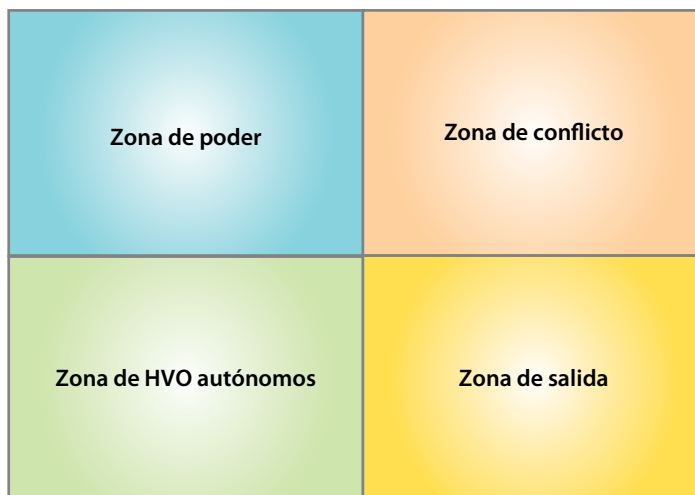 Zona de poder
Zona de conflicto
Zona de HVO autónomos
Zona de salida